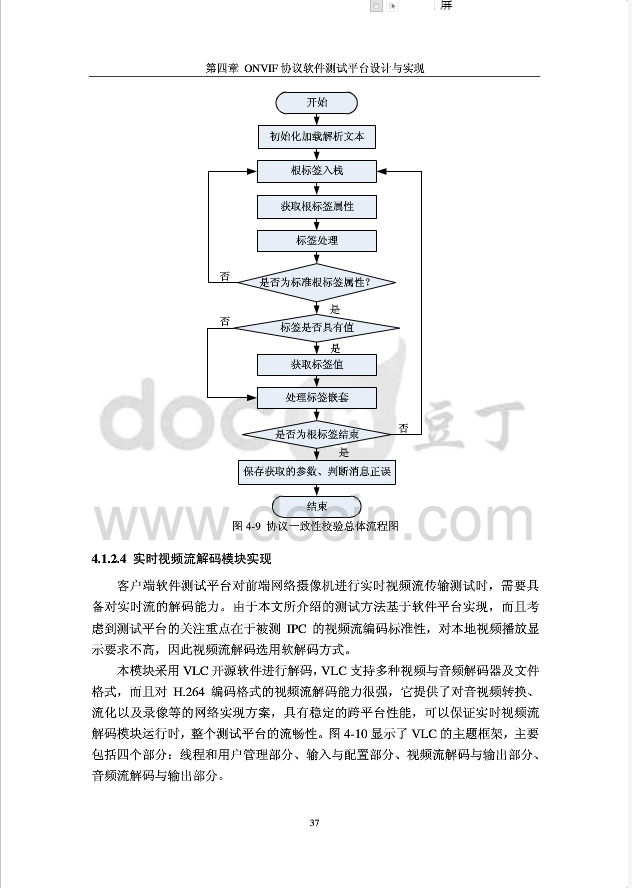 屏
第四章 ONVIF 协议软件测试平台设计与实现
开始
初始化加载解析文本
根标签入栈
获取根标签属性
标签处理
否
是否为标准根标签属性？
是
否
标签是否具有值
是
获取标签值
处理标签嵌套
是否为根标签结束
否
是
保存获取的参数、判断消息正误
结束
docin 豆丁
www.docin.com
图 4-9 协议一致性校验总体流程图
4.1.2.4 实时视频流解码模块实现
客户端软件测试平台对前端网络摄像机进行实时视频流传输测试时，需要具
备对实时流的解码能力。由于本文所介绍的测试方法基于软件平台实现，而且考
虑到测试平台的关注重点在于被测 IPC 的视频流编码标准性，对本地视频播放显
示要求不高，因此视频流解码选用软解码方式。
本模块采用 VLC 开源软件进行解码，VLC 支持多种视频与音频解码器及文件
格式，而且对 H.264 编码格式的视频流解码能力很强，它提供了对音视频转换、
流化以及录像等的网络实现方案，具有稳定的跨平台性能，可以保证实时视频流
解码模块运行时，整个测试平台的流畅性。图 4-10 显示了 VLC 的主题框架，主要
包括四个部分：线程和用户管理部分、输入与配置部分、视频流解码与输出部分、
音频流解码与输出部分。
37